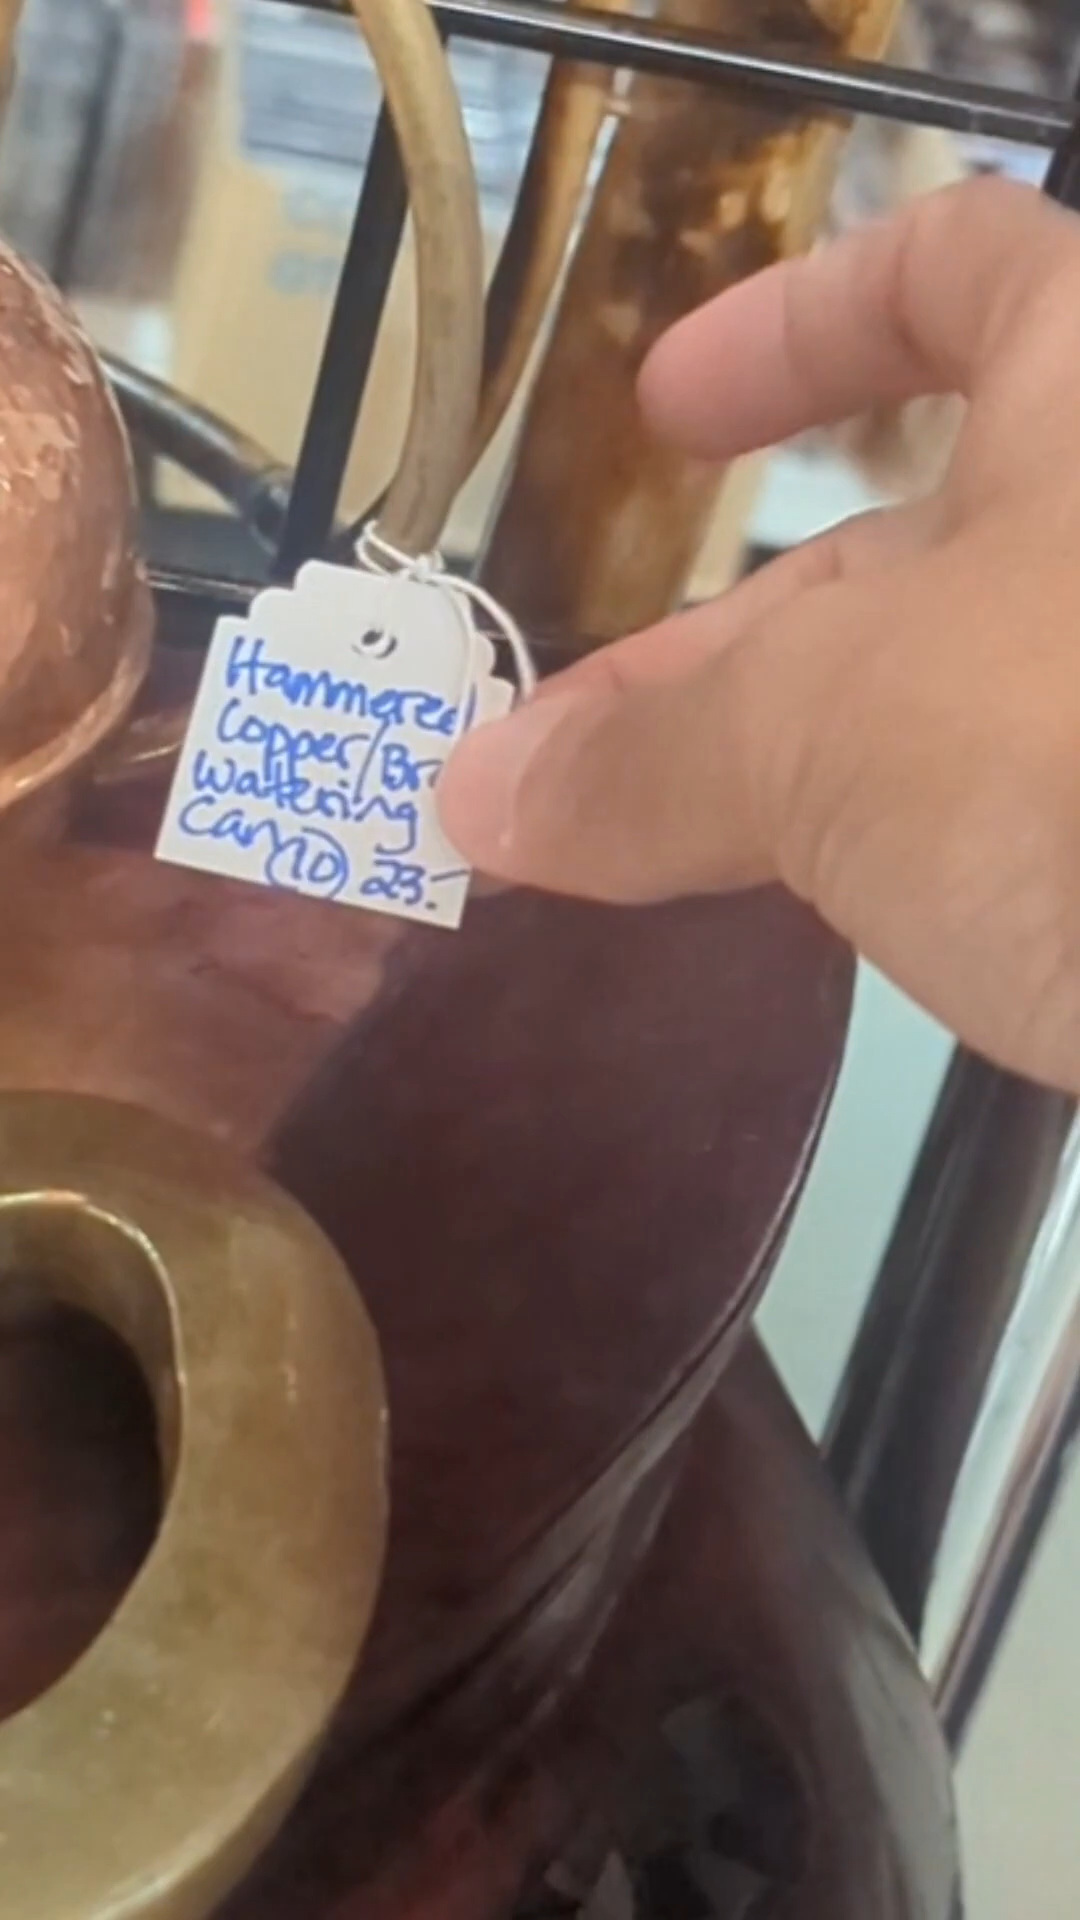 Hammered
Copper/Br
Watering
Can (10) 23.-